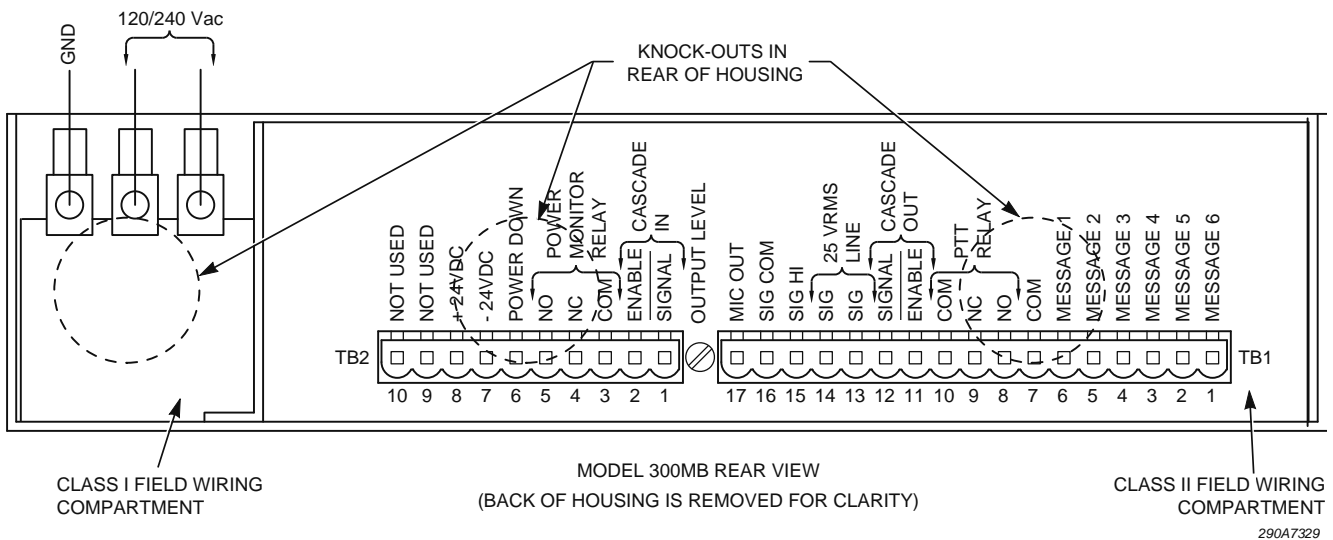 120/240 Vac
GND
KNOCK-OUTS IN
REAR OF HOUSING
NOT USED
NOT USED
+24VDC
- 24VDC
POWER DOWN
NO
NC
COM
POWER
MONITOR
RELAY
ENABLE
SIGNAL
CASCADE
IN
OUTPUT LEVEL
MIC OUT
SIG COM
SIG HI
SIG
SIG
25 VRMS
LINE
SIGNAL
ENABLE
CASCADE
OUT
COM
NC
NO
PTT
RELAY
COM
MESSAGE 1
MESSAGE 2
MESSAGE 3
MESSAGE 4
MESSAGE 5
MESSAGE 6
TB2
TB1
10 9 8 7 6 5 4 3 2 1
17 16 15 14 13 12 11 10 9 8 7 6 5 4 3 2 1
CLASS I FIELD WIRING
COMPARTMENT
MODEL 300MB REAR VIEW
(BACK OF HOUSING IS REMOVED FOR CLARITY)
CLASS II FIELD WIRING
COMPARTMENT
290A7329